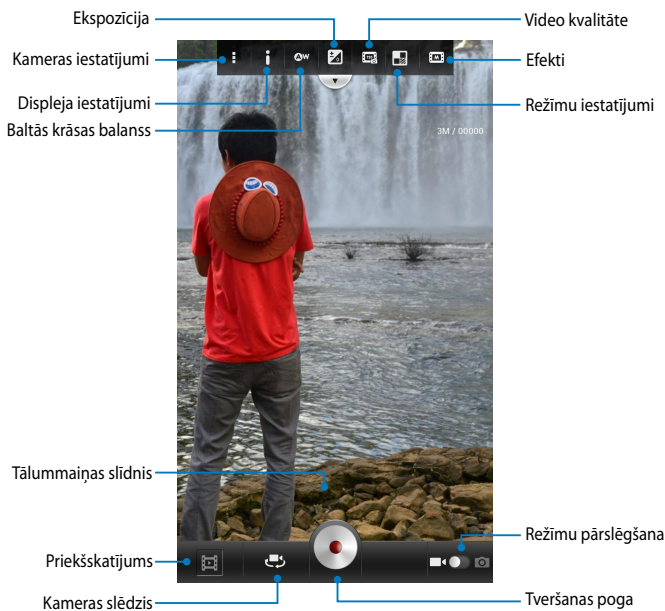 Ekspozīcija
Video kvalitāte
Kameras iestatījumi
Efekti
Displeja iestatījumi
Režīmu iestatījumi
Baltās krāsas balanss
3M / 00000
Tālummaiņas slīdnis
Režīmu pārslēgšana
Priekšskatījums
Kameras slēdzis
Tveršanas poga